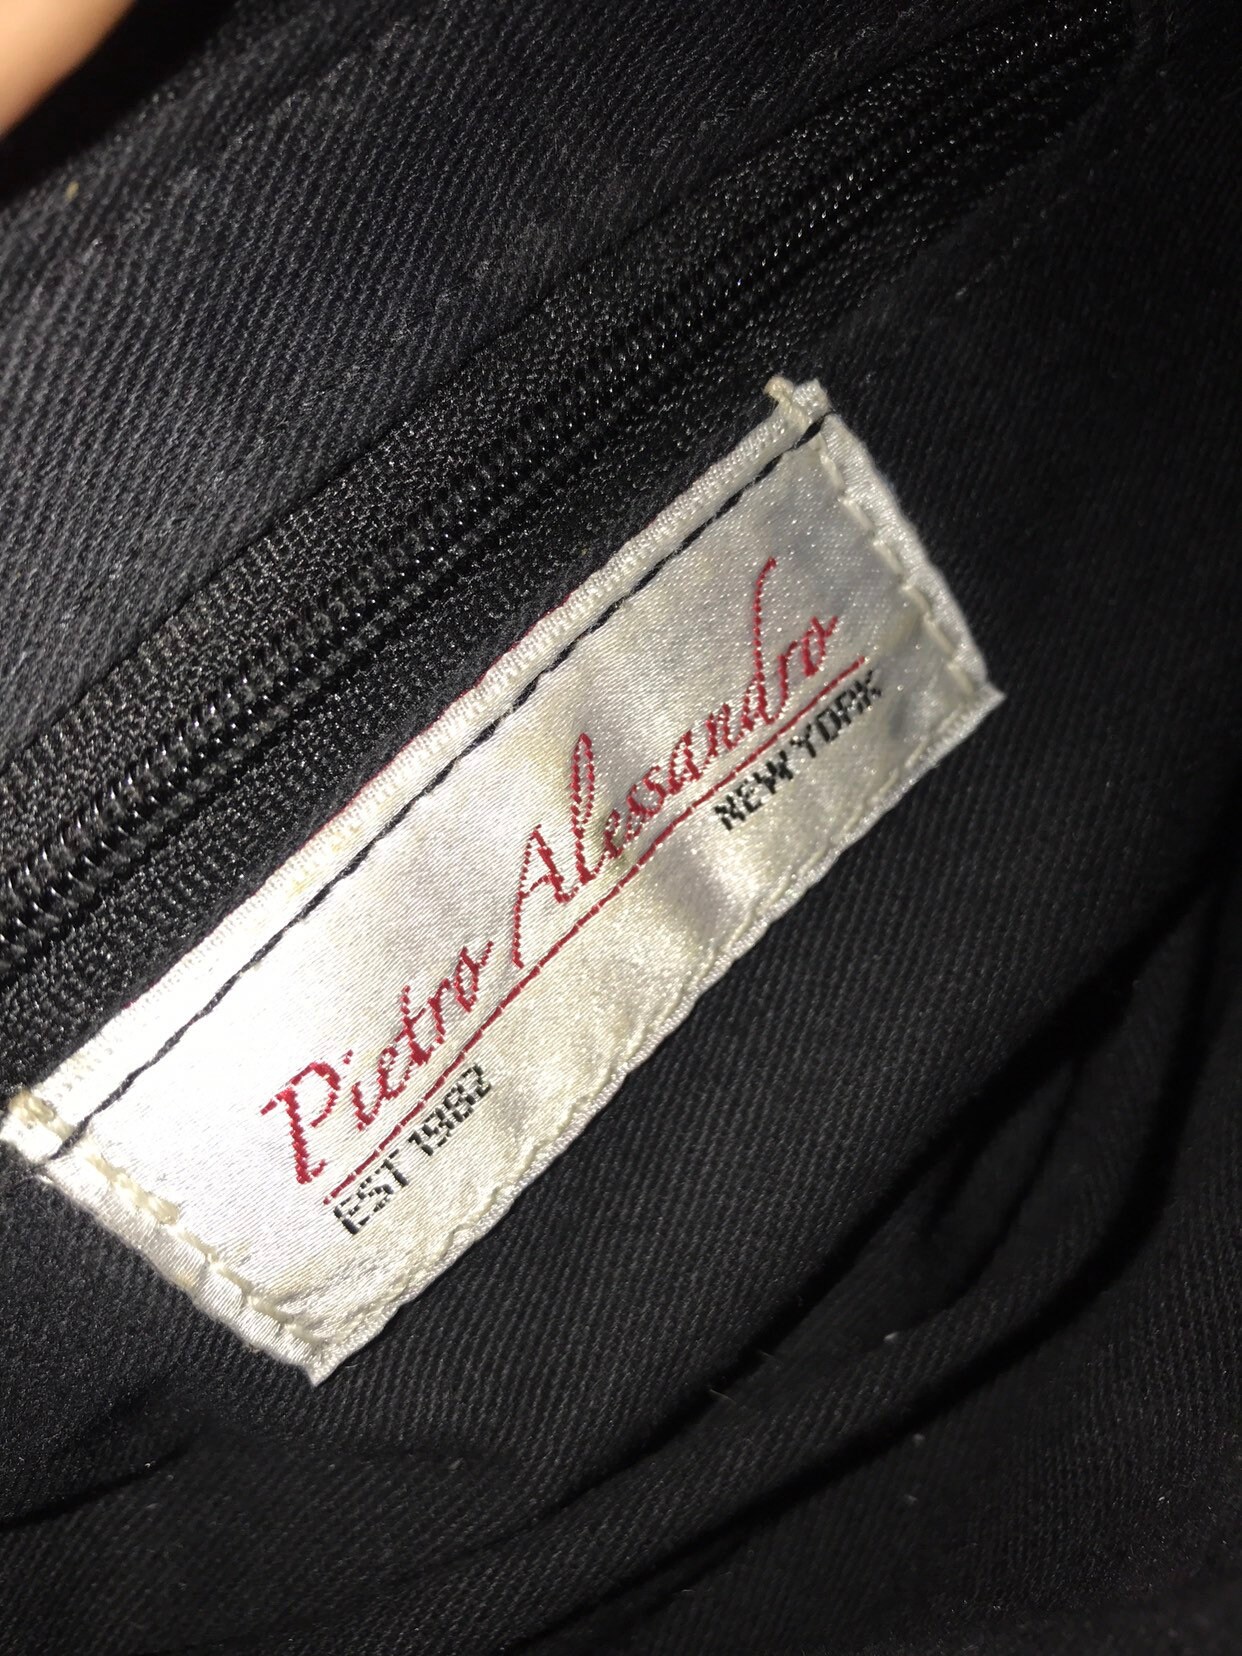 Pietro Alessandro
EST 1982 NEW YORK